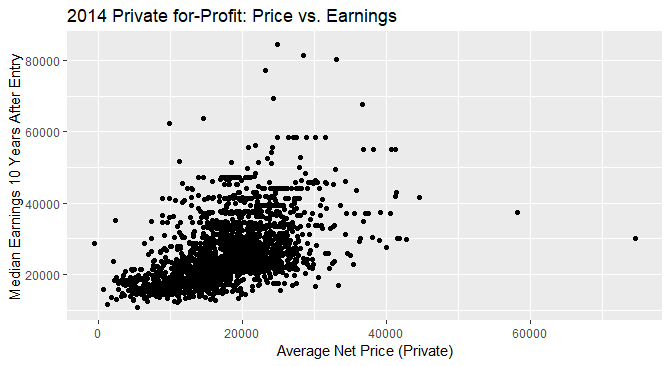 2014 Private for-Profit: Price vs. Earnings
Median Earnings 10 Years After Entry
80000
60000
40000
20000
0
20000
40000
60000
Average Net Price (Private)